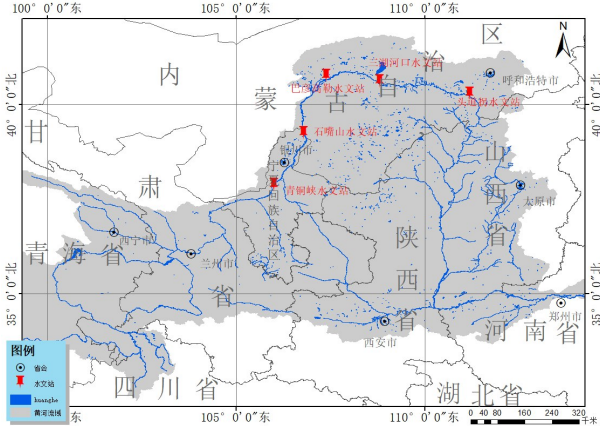 100° 0′0″东
105° 0′0″东
110° 0′0″东
N
区
治
自
古
蒙
内
三湖河口水文站
呼和浩特市
巴彦高勒水文站
头道拐水文站
40° 0′0″北
40° 0′0″北
甘
肃
省
石嘴山水文站
银川市
青铜峡水文站
宁夏回族自治区
山西省
太原市
陕西省
西宁市
青海省
兰州市
35° 0′0″北
35° 0′0″北
西安市
郑州市
河南省
四川省
湖北省
图例
省会
水文站
huanghe
黄河流域
0′0″东
105° 0′0″东
110° 0′0″东
0 40 80 160 240 320
千米